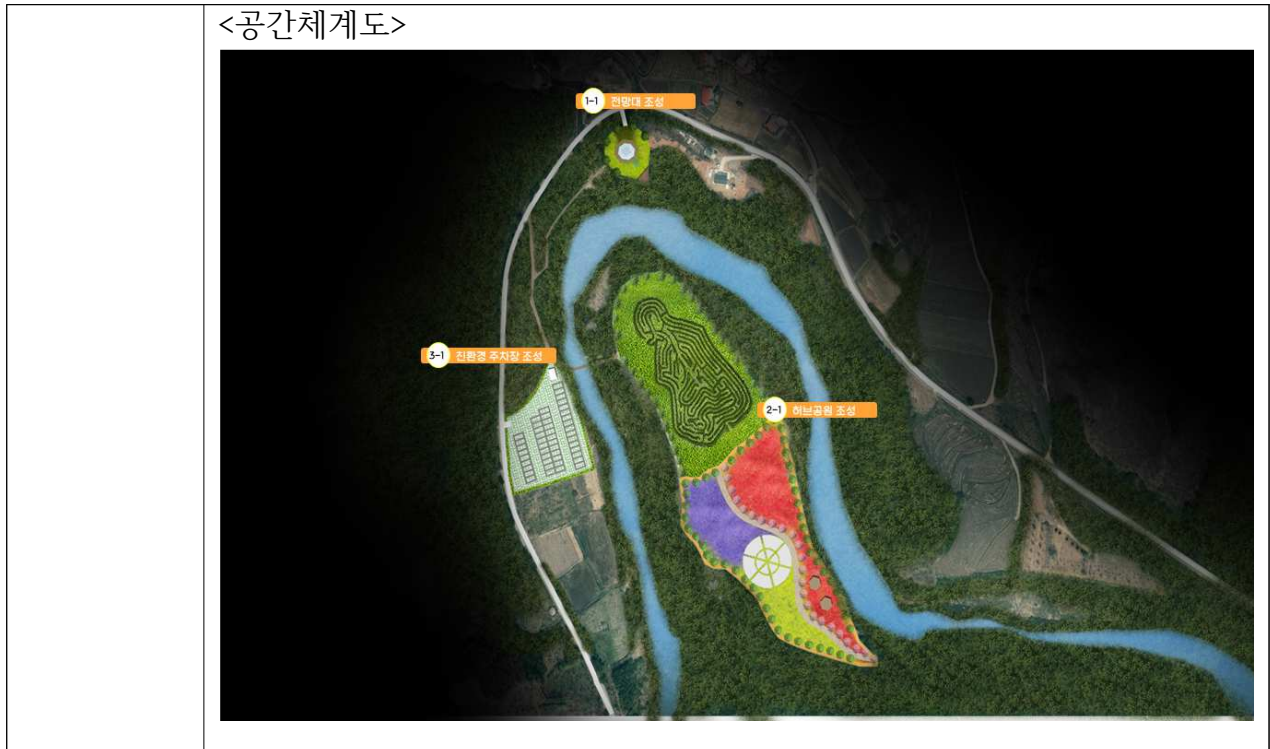 <공간체계도>
1-1 전망대 조성
3-1 친환경 주차장 조성
2-1 허브공원 조성